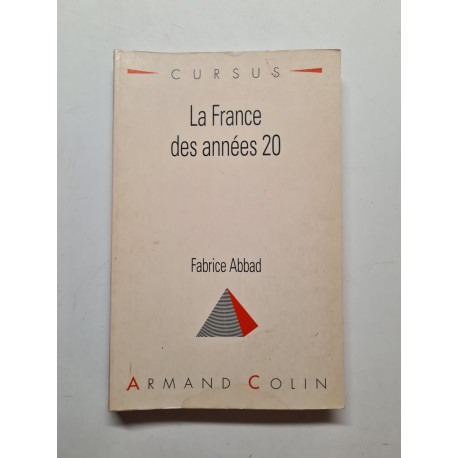 CURSUS
La France
des années 20
Fabrice Abbad
ARMAND COLIN